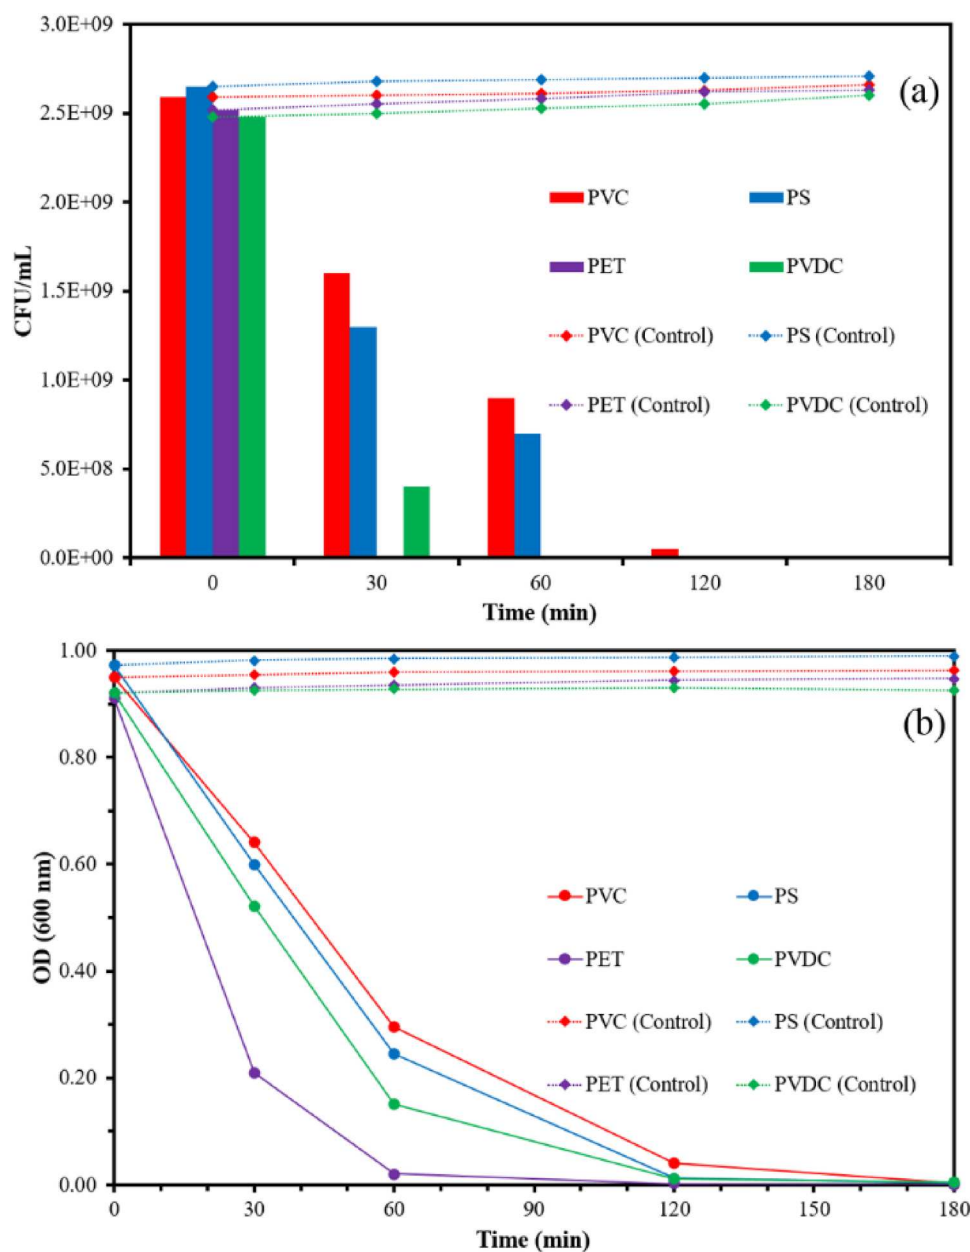 3.0E+09
(a)
2.5E+09
2.0E+09
PVC PS
PET PVDC
1.5E+09
CFU/mL
PVC (Control) PS (Control)
1.0E+09
PET (Control) PVDC (Control)
5.0E+08
0.0E+00
0 30 60 120 180
Time (min)
1.00
(b)
0.80
0.60
OD (600 nm)
PVC PS
PET PVDC
0.40
PVC (Control) PS (Control)
0.20
PET (Control) PVDC (Control)
0.00
0 30 60 90 120 150 180
Time (min)